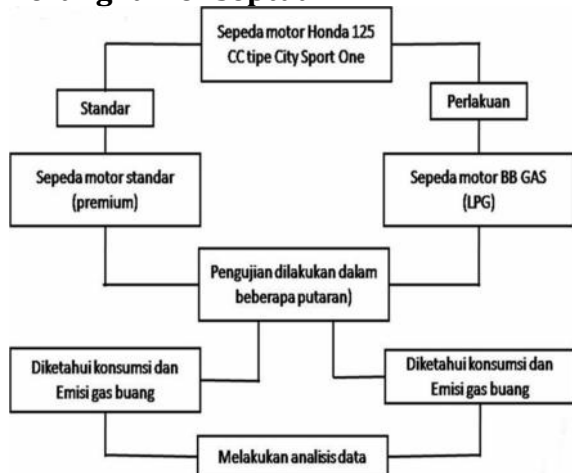 Sepeda motor Honda 125
CC tipe City Sport One
Standar
Perlakuan
Sepeda motor standar
(premium)
Sepeda motor BB GAS
(LPG)
Pengujian dilakukan dalam
beberapa putaran)
Diketahui konsumsi dan
Emisi gas buang
Diketahui konsumsi dan
Emisi gas buang
Melakukan analisis data